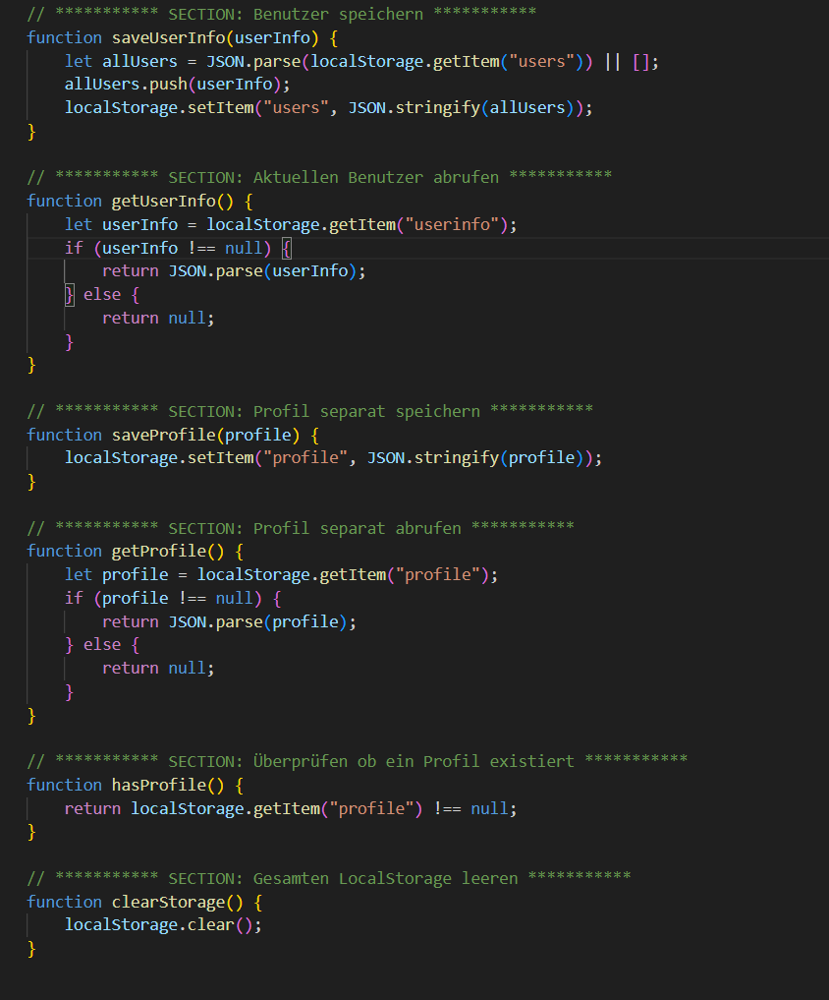 // *********** SECTION: Benutzer speichern ***********
function saveUserInfo(userInfo) {
    let allUsers = JSON.parse(localStorage.getItem("users")) || [];
    allUsers.push(userInfo);
    localStorage.setItem("users", JSON.stringify(allUsers));
}

// *********** SECTION: Aktuellen Benutzer abrufen ***********
function getUserInfo() {
    let userInfo = localStorage.getItem("userinfo");
    if (userInfo !== null) {
        return JSON.parse(userInfo);
    } else {
        return null;
    }
}

// *********** SECTION: Profil separat speichern ***********
function saveProfile(profile) {
    localStorage.setItem("profile", JSON.stringify(profile));
}

// *********** SECTION: Profil separat abrufen ***********
function getProfile() {
    let profile = localStorage.getItem("profile");
    if (profile !== null) {
        return JSON.parse(profile);
    } else {
        return null;
    }
}

// *********** SECTION: Überprüfen ob ein Profil existiert ***********
function hasProfile() {
    return localStorage.getItem("profile") !== null;
}

// *********** SECTION: Gesamten LocalStorage leeren ***********
function clearStorage() {
    localStorage.clear();
}